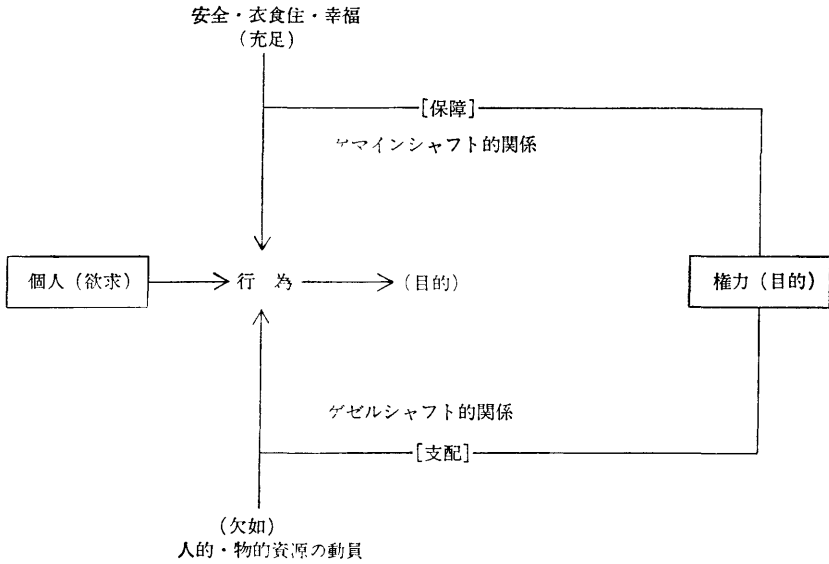 安全・衣食住・幸福
(充足)
[保障]
ゲマインシャフト的関係
個人(欲求)
行為
(目的)
権力(目的)
ゲゼルシャフト的関係
[支配]
(欠如)
人的・物的資源の動員